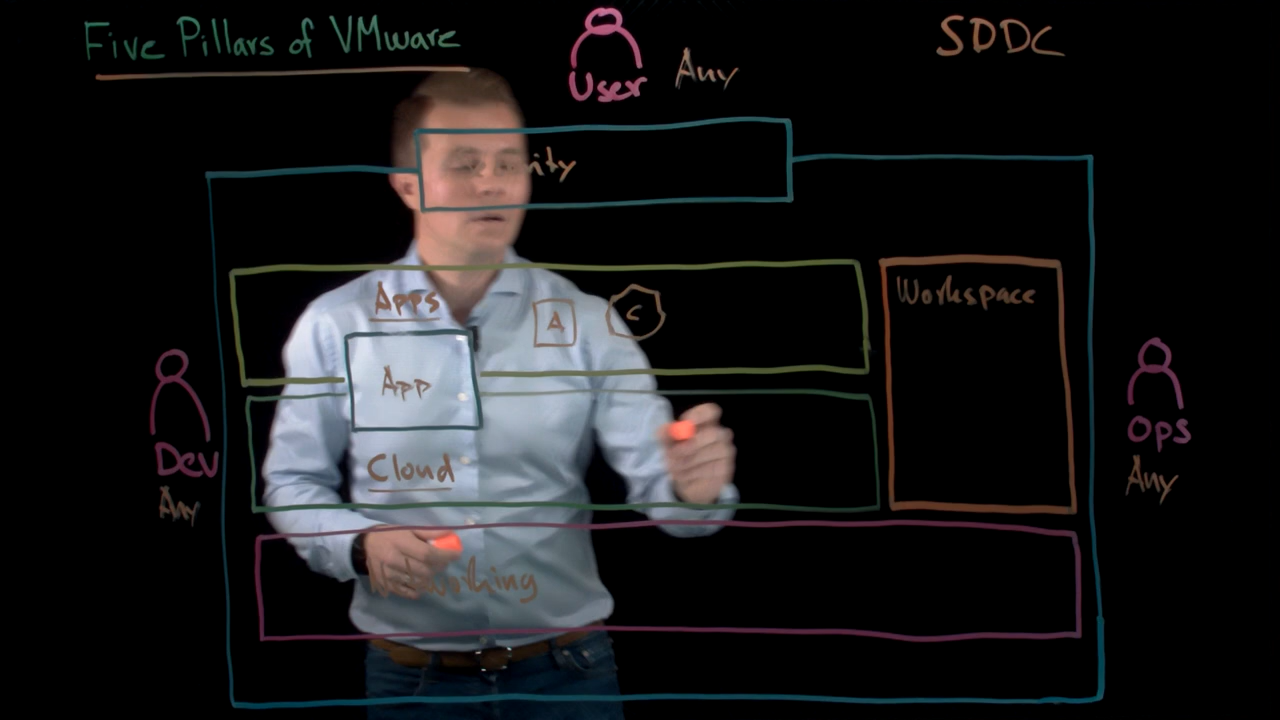 Five Pillars of VMware
User
Any
SDDC
Apps
A
C
Workspace
App
Dev
Any
Cloud
Ops
Any